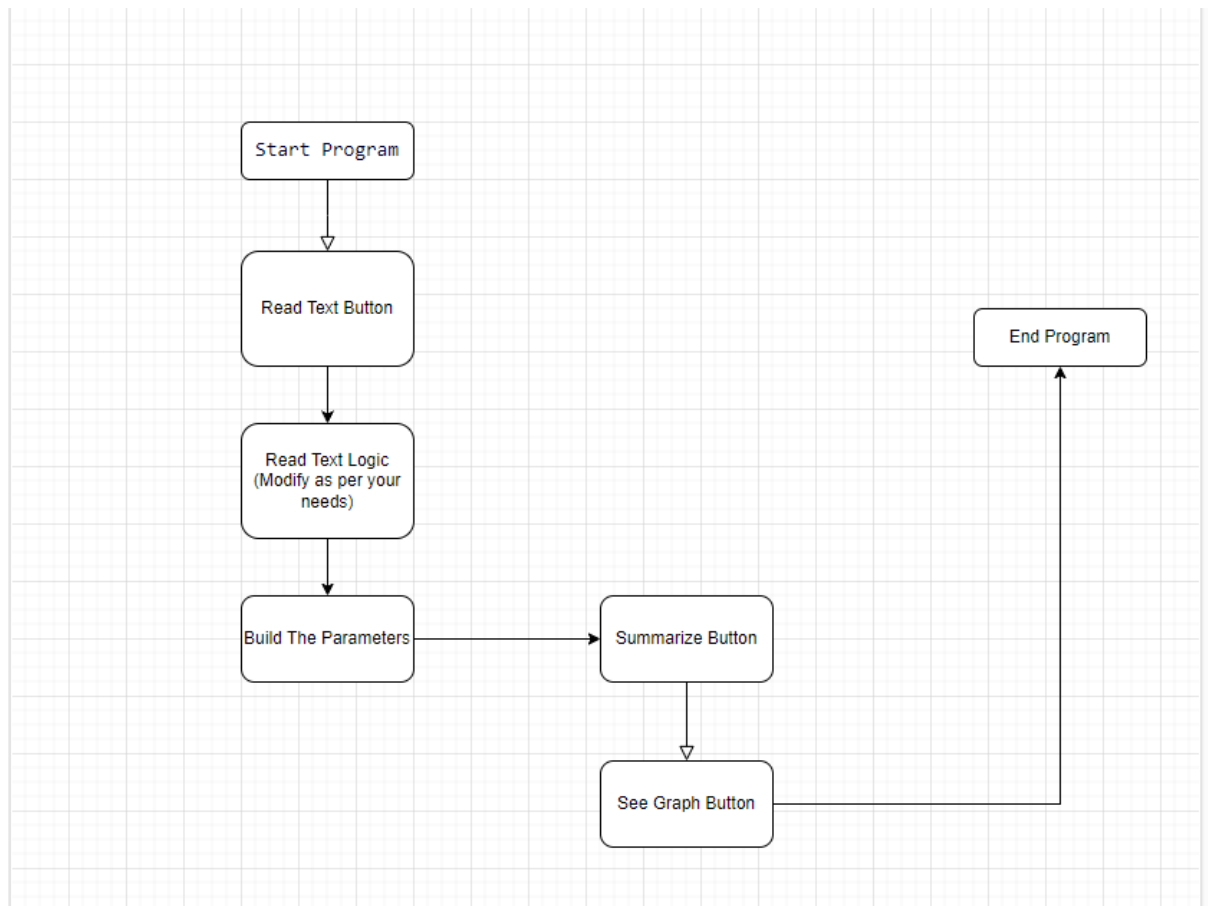 Start Program
Read Text Button
Read Text Logic
(Modify as per your
needs)
Build The Parameters
Summarize Button
See Graph Button
End Program